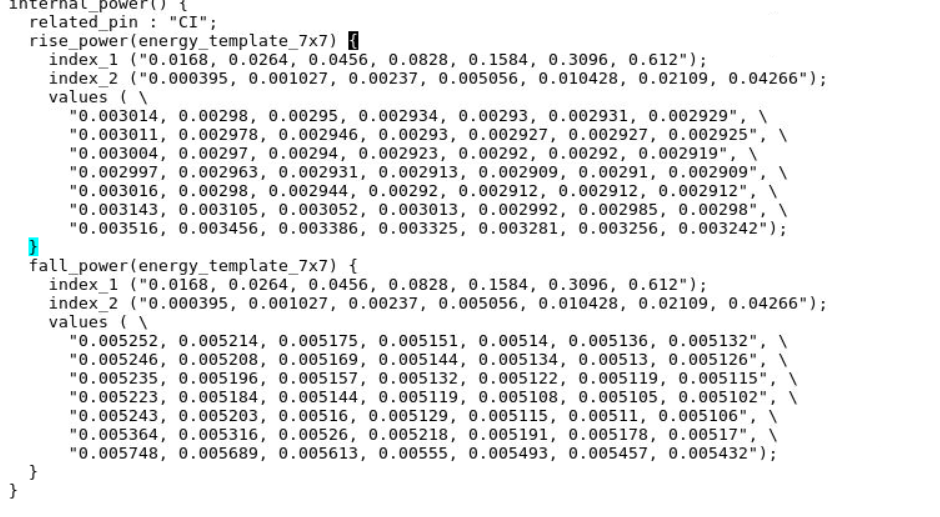 internal_power() {
related_pin : "CI";
rise_power(energy_template_7x7) {
index_1 ("0.0168, 0.0264, 0.0456, 0.0828, 0.1584, 0.3096, 0.612");
index_2 ("0.000395, 0.001027, 0.00237, 0.005056, 0.010428, 0.02109, 0.04266");
values ( \
"0.003014, 0.00298, 0.00295, 0.002934, 0.00293, 0.002931, 0.002929", \
"0.003011, 0.002978, 0.002946, 0.00293, 0.002927, 0.002927, 0.002925", \
"0.003004, 0.00297, 0.00294, 0.002923, 0.00292, 0.00292, 0.002919", \
"0.002997, 0.002963, 0.002931, 0.002913, 0.002909, 0.00291, 0.002909", \
"0.003016, 0.00298, 0.002944, 0.00292, 0.002912, 0.002912, 0.002912", \
"0.003143, 0.003105, 0.003052, 0.003013, 0.002992, 0.002985, 0.00298", \
"0.003516, 0.003456, 0.003386, 0.003325, 0.003281, 0.003256, 0.003242");
}
fall_power(energy_template_7x7) {
index_1 ("0.0168, 0.0264, 0.0456, 0.0828, 0.1584, 0.3096, 0.612");
index_2 ("0.000395, 0.001027, 0.00237, 0.005056, 0.010428, 0.02109, 0.04266");
values ( \
"0.005252, 0.005214, 0.005175, 0.005151, 0.00514, 0.005136, 0.005132", \
"0.005246, 0.005208, 0.005169, 0.005144, 0.005134, 0.00513, 0.005126", \
"0.005235, 0.005196, 0.005157, 0.005132, 0.005122, 0.005119, 0.005115", \
"0.005223, 0.005184, 0.005144, 0.005119, 0.005108, 0.005105, 0.005102", \
"0.005243, 0.005203, 0.00516, 0.005129, 0.005115, 0.00511, 0.005106", \
"0.005364, 0.005316, 0.00526, 0.005218, 0.005191, 0.005178, 0.00517", \
"0.005748, 0.005689, 0.005613, 0.00555, 0.005493, 0.005457, 0.005432");
}
}